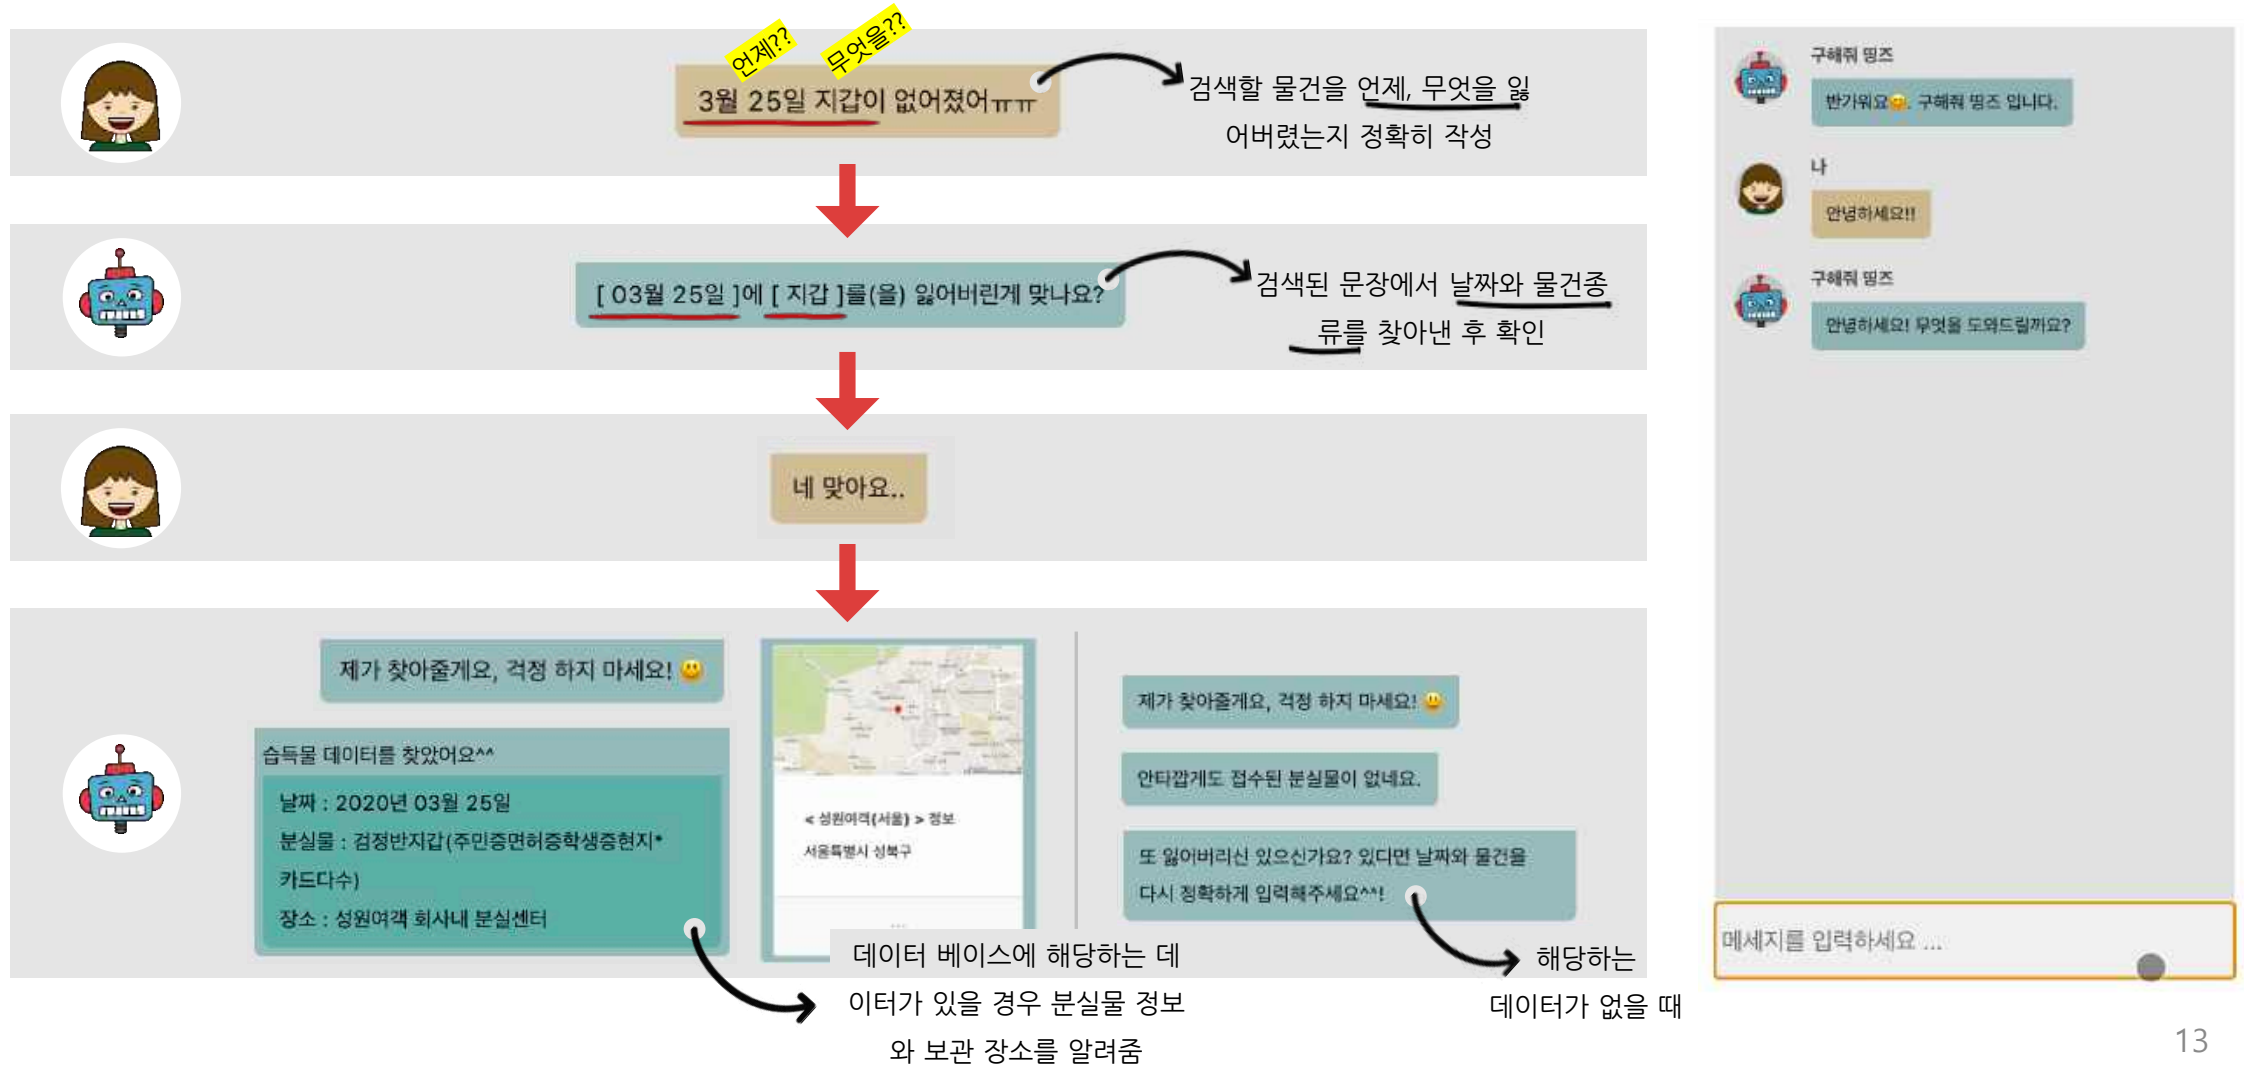 언제??
무엇을??
3월 25일 지갑이 없어졌어ㅠㅠ
검색할 물건을 언제, 무엇을 잃
어버렸는지 정확히 작성
[ 03월 25일 ]에 [ 지갑 ]를(을) 잃어버린게 맞나요?
검색된 문장에서 날짜와 물건종
류를 찾아낸 후 확인
네 맞아요..
제가 찾아줄게요, 걱정 하지 마세요! 😃
습득물 데이터를 찾았어요^^
날짜 : 2020년 03월 25일
분실물 : 검정반지갑(주민증면허증학생증현지*
카드다수)
장소 : 성원여객 회사내 분실센터
< 성원여객(서울) > 정보
서울특별시 성북구
...
데이터 베이스에 해당하는 데
이터가 있을 경우 분실물 정보
와 보관 장소를 알려줌
제가 찾아줄게요, 걱정 하지 마세요! 😃
안타깝게도 접수된 분실물이 없네요.
또 잃어버리신 있으신가요? 있다면 날짜와 물건을
다시 정확하게 입력해주세요^^!
해당하는
데이터가 없을 때
구해줘 띵즈
반가워요😊. 구해줘 띵즈 입니다.
나
안녕하세요!!
구해줘 띵즈
안녕하세요! 무엇을 도와드릴까요?
메세지를 입력하세요 ...
13